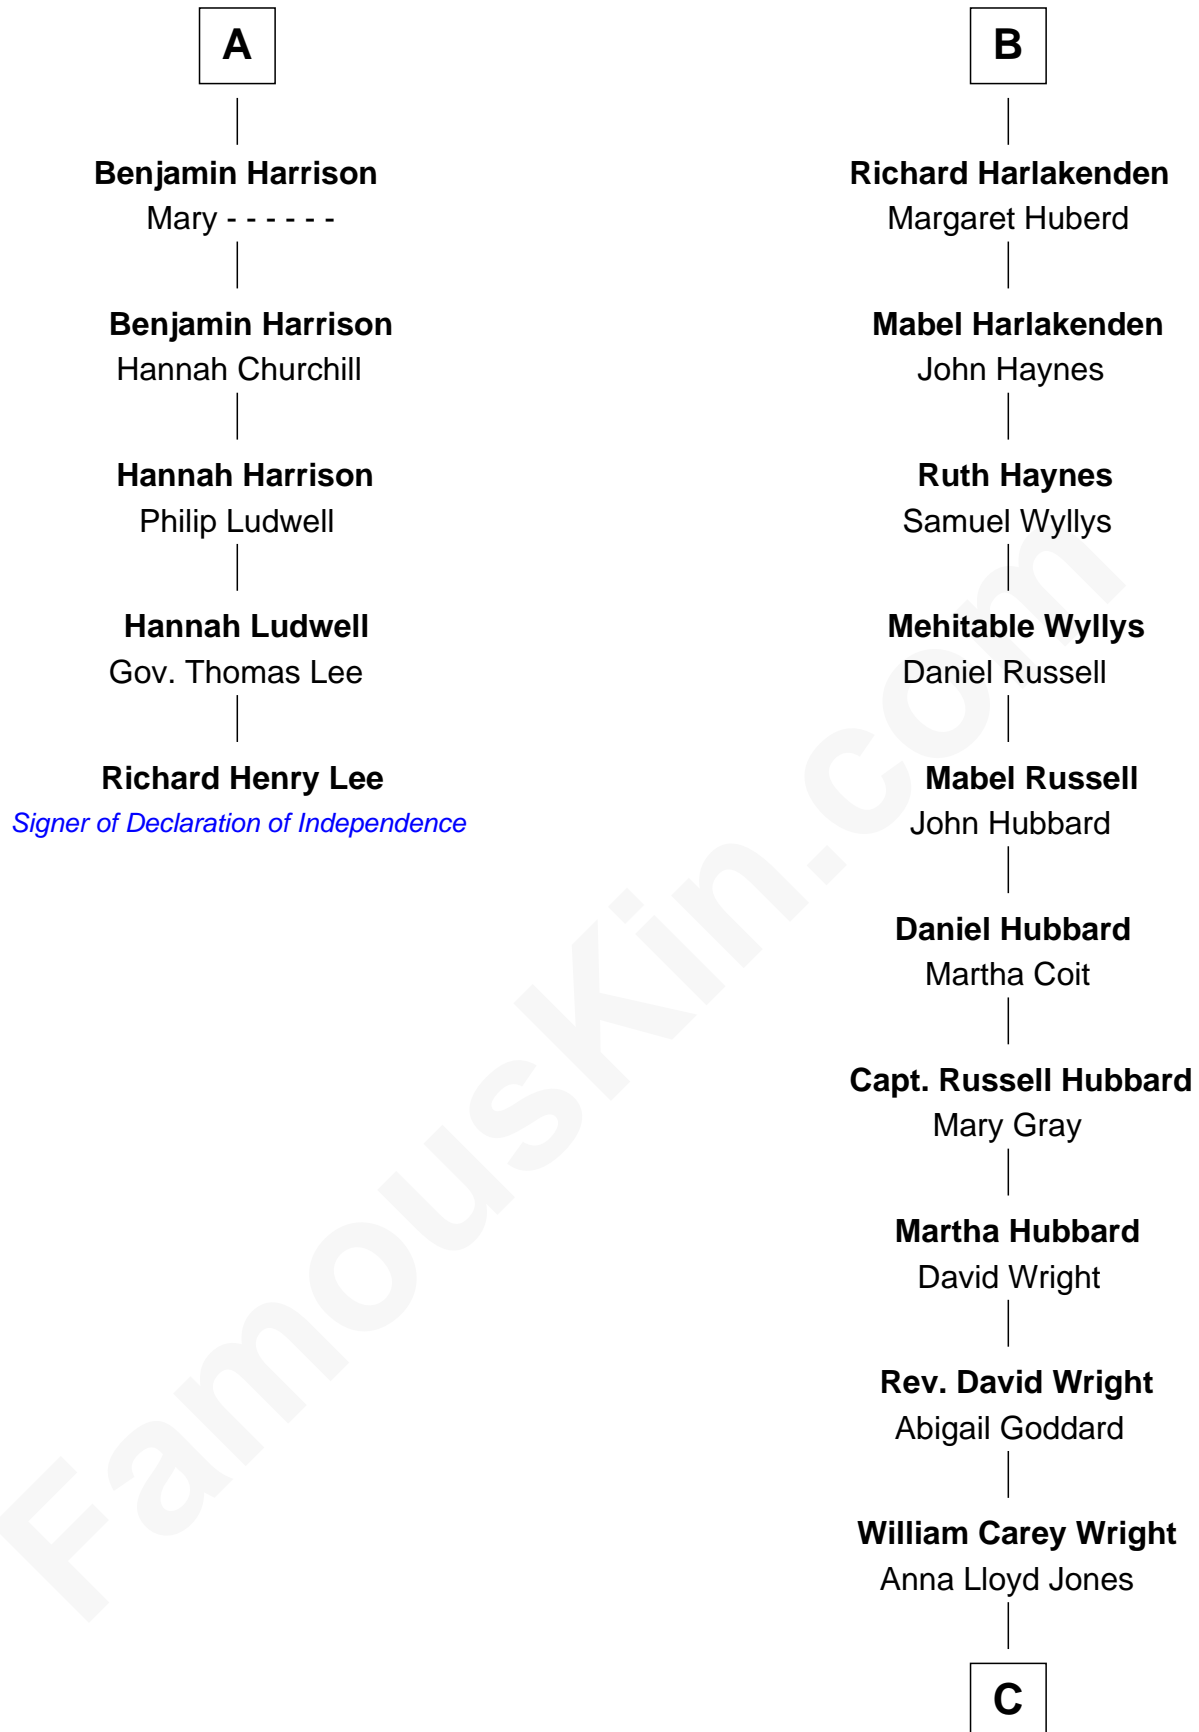 A
Benjamin Harrison
Mary - - - - - -
Benjamin Harrison
Hannah Churchill
Hannah Harrison
Philip Ludwell
Hannah Ludwell
Gov. Thomas Lee
Richard Henry Lee
Signer of Declaration of Independence
B
Richard Harlakenden
Margaret Huberd
Mabel Harlakenden
John Haynes
Ruth Haynes
Samuel Wyllys
Mehitable Wyllys
Daniel Russell
Mabel Russell
John Hubbard
Daniel Hubbard
Martha Coit
Capt. Russell Hubbard
Mary Gray
Martha Hubbard
David Wright
Rev. David Wright
Abigail Goddard
William Carey Wright
Anna Lloyd Jones
C
FamousKin.com